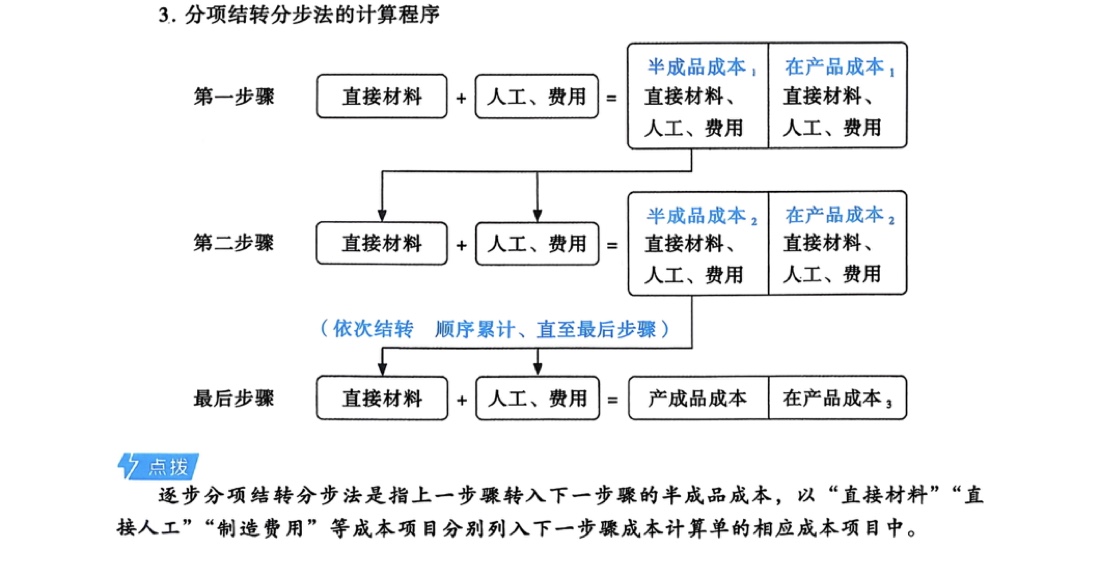 3. 分项结转分步法的计算程序
半成品成本₁ 在产品成本₁
第一步骤 直接材料 + 人工、费用 = 直接材料、 直接材料、
人工、费用 人工、费用
半成品成本₂ 在产品成本₂
第二步骤 直接材料 + 人工、费用 = 直接材料、 直接材料、
人工、费用 人工、费用
（依次结转 顺序累计、直至最后步骤）
最后步骤 直接材料 + 人工、费用 = 产成品成本 在产品成本₃
点拨
逐步分项结转分步法是指上一步骤转入下一步骤的半成品成本，以“直接材料”“直
接人工”“制造费用”等成本项目分别列入下一步骤成本计算单的相应成本项目中。